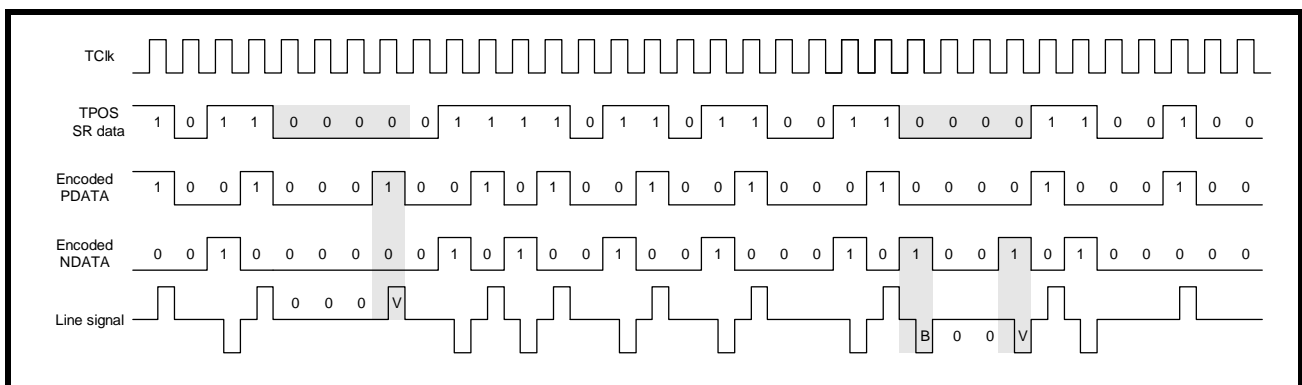 TClk
TPOS
SR data
1 0 1 1 0 0 0 0 0 1 1 1 1 0 1 1 0 1 1 0 0 1 1 0 0 0 0 1 1 0 0 1 0 0
Encoded
PDATA
1 0 0 1 0 0 0 1 0 0 1 0 1 0 0 1 0 0 1 0 0 0 1 0 0 0 0 1 0 0 0 1 0 0
Encoded
NDATA
0 0 1 0 0 0 0 0 0 1 0 1 0 0 1 0 0 1 0 0 0 1 0 1 0 0 1 0 1 0 0 0 0 0
Line signal
0 0 0 V
B 0 0 V